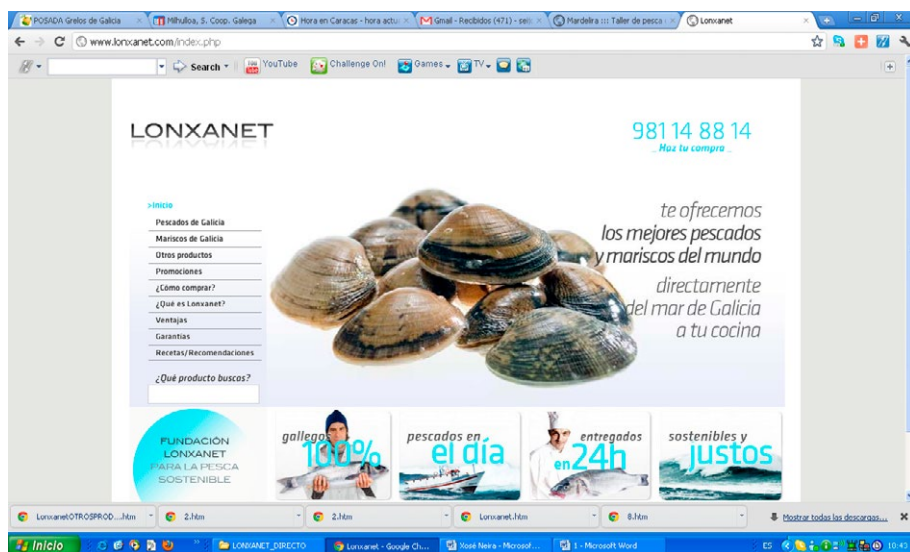 POSADA Grelos de Galicia
Milhulloa, S. Coop. Galega
Hora en Caracas - hora actu
Gmail - Recibidos (471) - seb
Mardelira ::: Taller de pesca
Lonxanet
www.lonxanet.com/index.php
Search
YouTube
Challenge On!
Games
TV
LONXANET
981 14 88 14
Haz tu compra
>Inicio
Pescados de Galicia
Mariscos de Galicia
Otros productos
Promociones
¿Cómo comprar?
¿Qué es Lonxanet?
Ventajas
Garantías
Recetas/Recomendaciones
¿Qué producto buscas?
te ofrecemos
los mejores pescados
y mariscos del mundo
directamente
del mar de Galicia
a tu cocina
FUNDACIÓN
LONXANET
PARA LA PESCA
SOSTENIBLE
gallegos
100%
pescados en
el día
entregados
en 24h
sostenibles y
justos
LonxanetOTROSPROD....htm
2.htm
2.htm
Lonxanet.htm
8.htm
Mostrar todas las descargas...
Inicio
LONXANET_DIRECTO
Lonxanet - Google Ch...
Xosé Neira - Microsof...
1 - Microsoft Word
ES
10:43